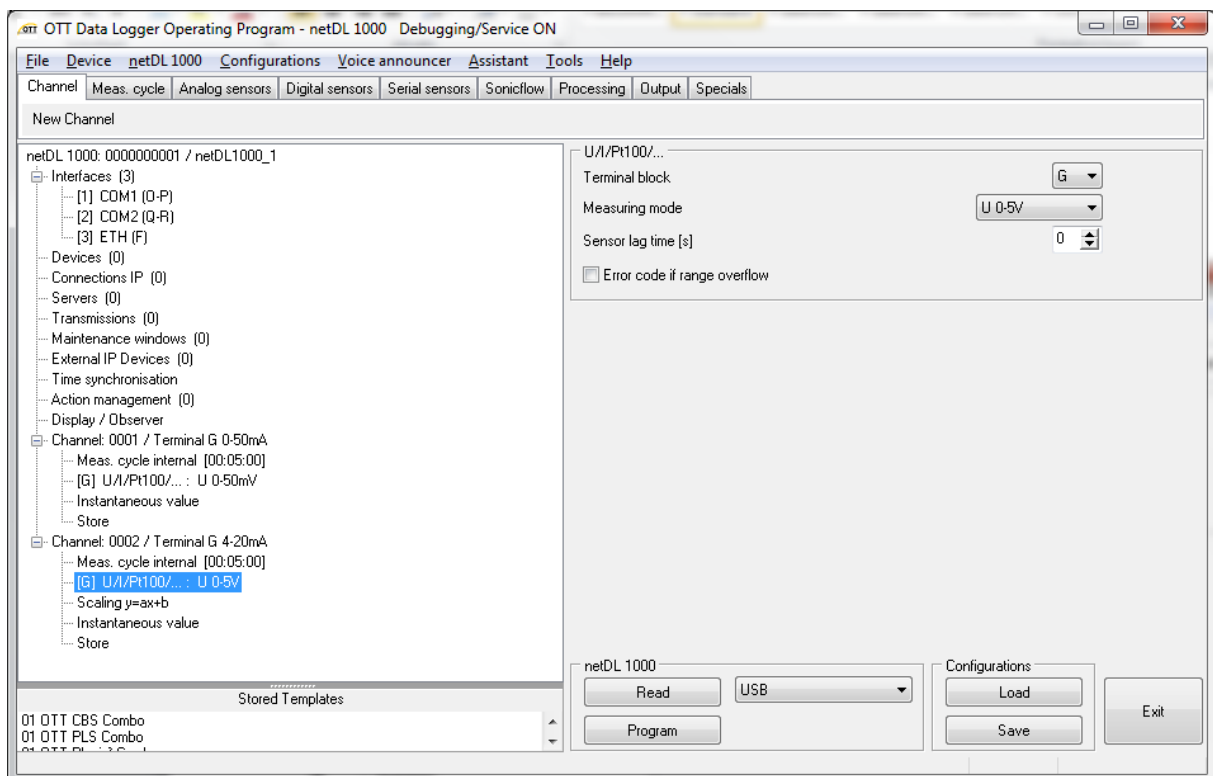 OTT Data Logger Operating Program - netDL 1000 Debugging/Service ON
File Device netDL 1000 Configurations Voice announcer Assistant Tools Help
Channel Meas. cycle Analog sensors Digital sensors Serial sensors Sonicflow Processing Output Specials
New Channel
netDL 1000: 0000000001 / netDL1000_1
Interfaces (3)
[1] COM1 (O-P)
[2] COM2 (Q-R)
[3] ETH (F)
Devices (0)
Connections IP (0)
Servers (0)
Transmissions (0)
Maintenance windows (0)
External IP Devices (0)
Time synchronisation
Action management (0)
Display / Observer
Channel: 0001 / Terminal G 0-50mA
Meas. cycle internal [00:05:00]
[G] U/I/Pt100/... : U 0-50mV
Instantaneous value
Store
Channel: 0002 / Terminal G 4-20mA
Meas. cycle internal [00:05:00]
[G] U/I/Pt100/... : U 0-5V
Scaling y=ax+b
Instantaneous value
Store
Stored Templates
01 OTT CBS Combo
01 OTT PLS Combo
01 OTT
U/I/Pt100/...
Terminal block G
Measuring mode U 0-5V
Sensor lag time [s] 0
Error code if range overflow
netDL 1000
Read USB
Program
Configurations
Load
Save
Exit